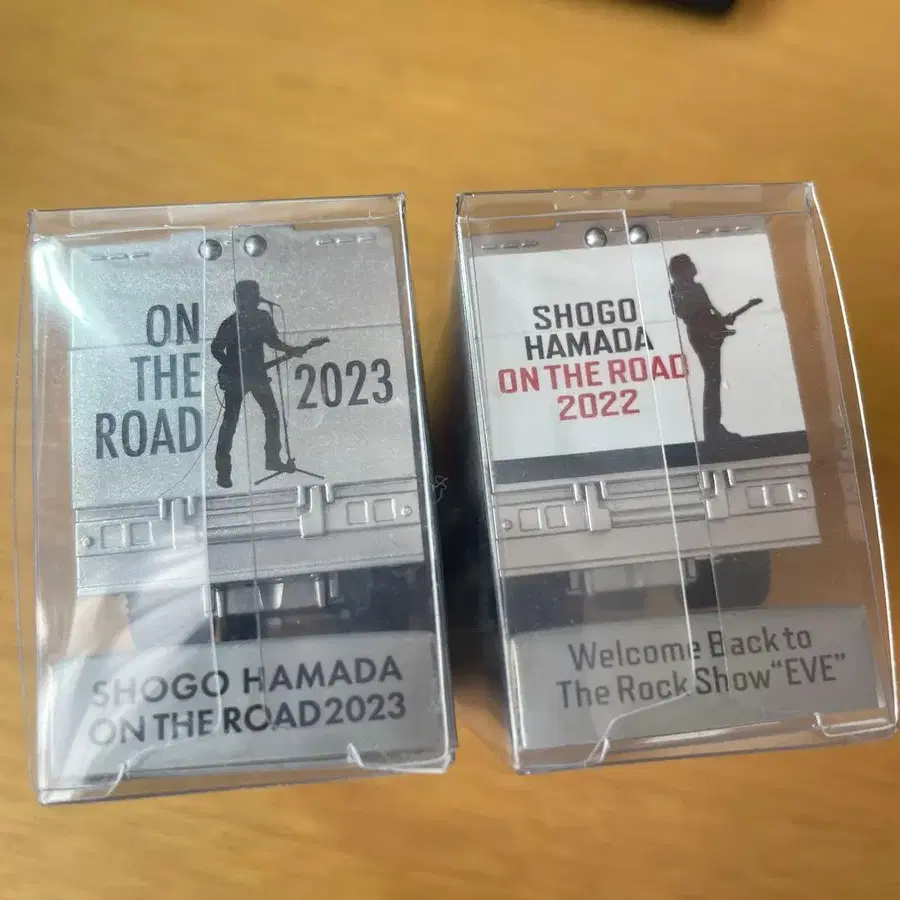 ON
THE
ROAD
2023
SHOGO HAMADA
ON THE ROAD 2023
SHOGO
HAMADA
ON THE ROAD
2022
Welcome Back to
The Rock Show "EVE"